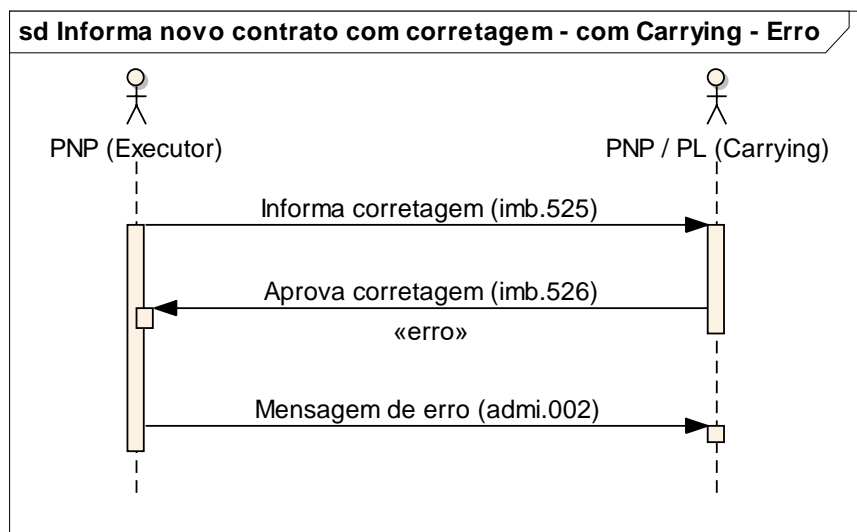 sd Informa novo contrato com corretagem - com Carrying - Erro
PNP (Executor)
PNP / PL (Carrying)
Informa corretagem (imb.525)
Aprova corretagem (imb.526)
«erro»
Mensagem de erro (admi.002)